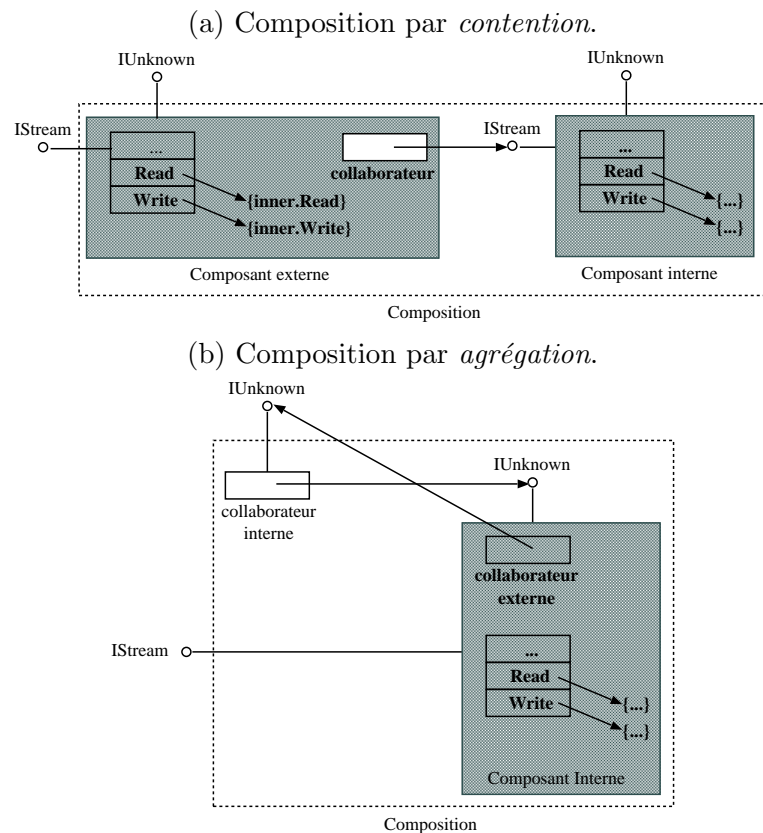 (a) Composition par contention.
IUnknown
IUnknown
IStream
...
Read
Write
{inner.Read}
{inner.Write}
collaborateur
Composant externe
IStream
...
Read
Write
{...}
{...}
Composant interne
Composition
(b) Composition par agrégation.
IUnknown
collaborateur
interne
IUnknown
collaborateur
externe
IStream
...
Read
Write
{...}
{...}
Composant Interne
Composition